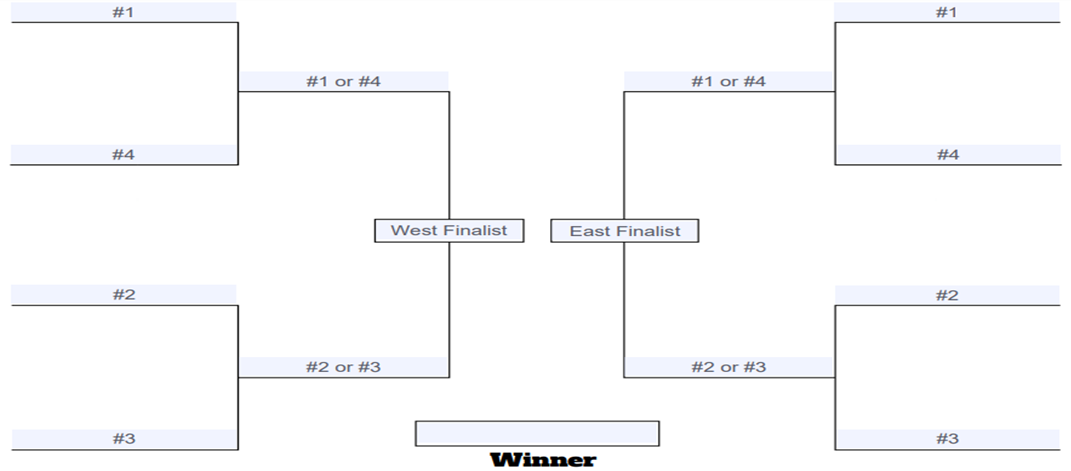 #1
#1
#1 or #4
#1 or #4
#4
#4
West Finalist
East Finalist
#2
#2
#2 or #3
#2 or #3
#3
#3
Winner